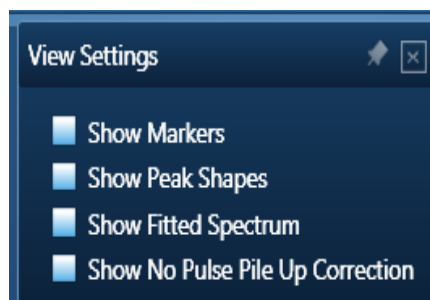 View Settings
Show Markers
Show Peak Shapes
Show Fitted Spectrum
Show No Pulse Pile Up Correction